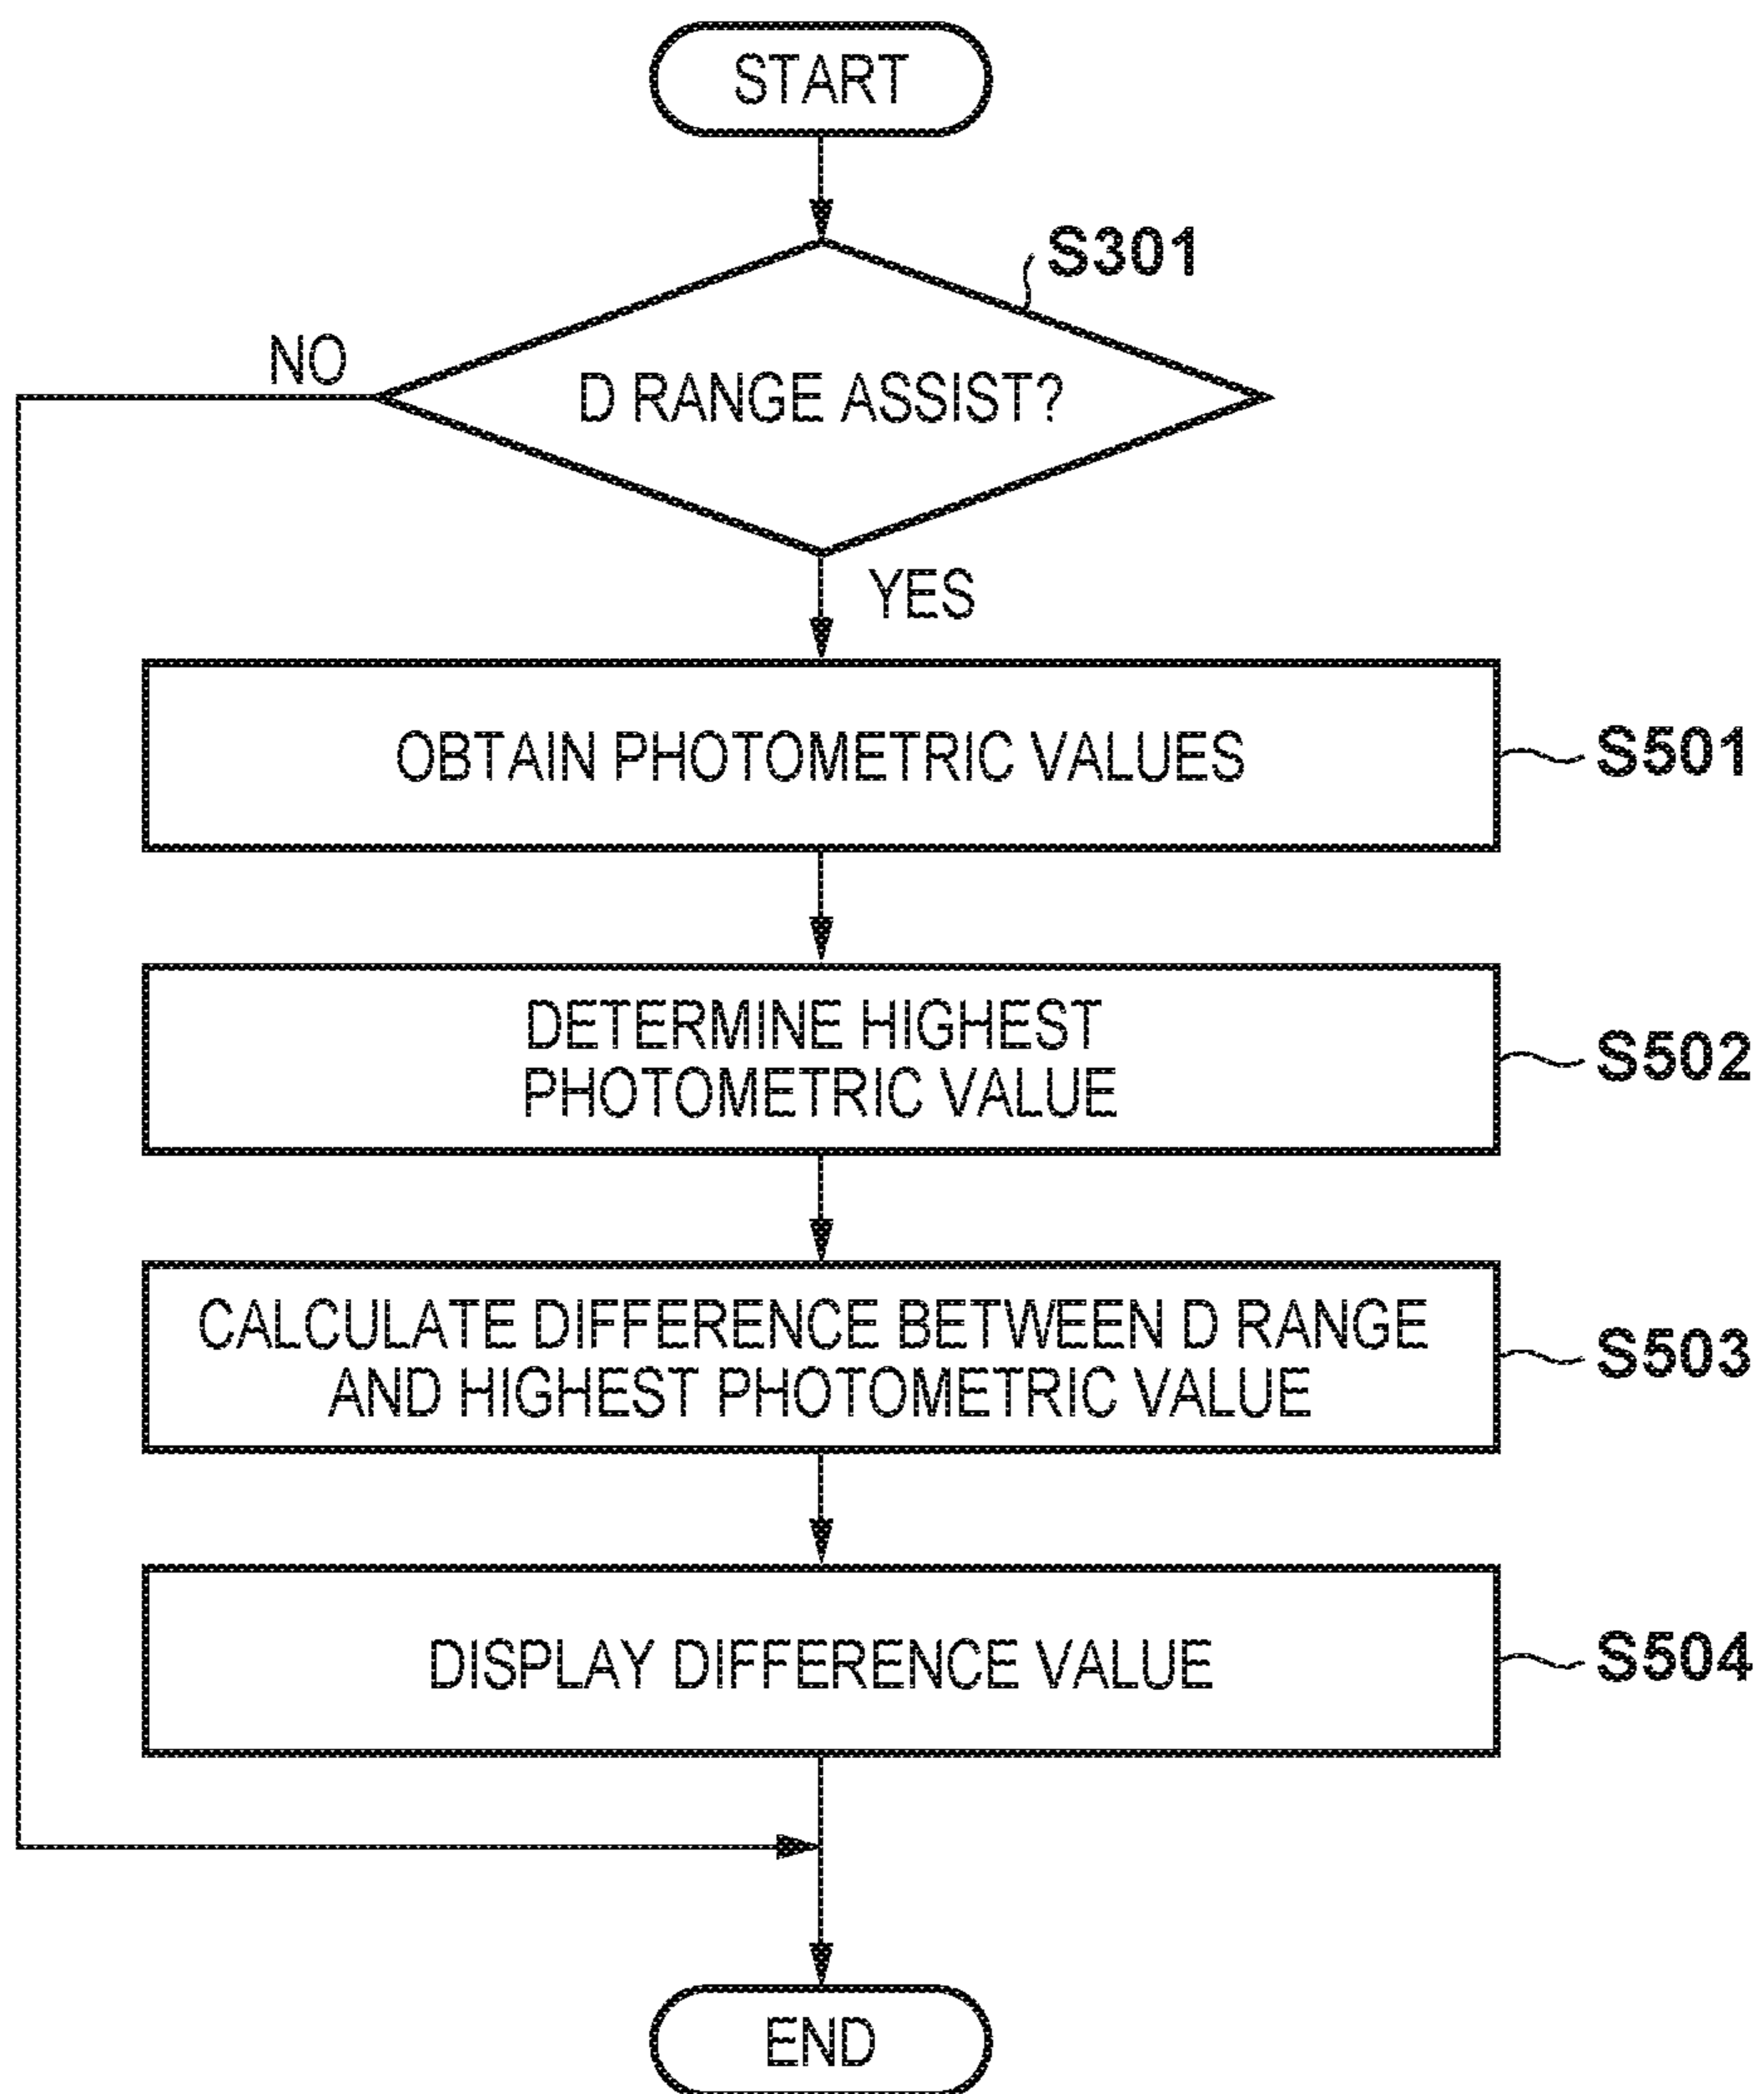 START
S301
NO
D RANGE ASSIST?
YES
OBTAIN PHOTOMETRIC VALUES
S501
DETERMINE HIGHEST
PHOTOMETRIC VALUE
S502
CALCULATE DIFFERENCE BETWEEN D RANGE
AND HIGHEST PHOTOMETRIC VALUE
S503
DISPLAY DIFFERENCE VALUE
S504
END